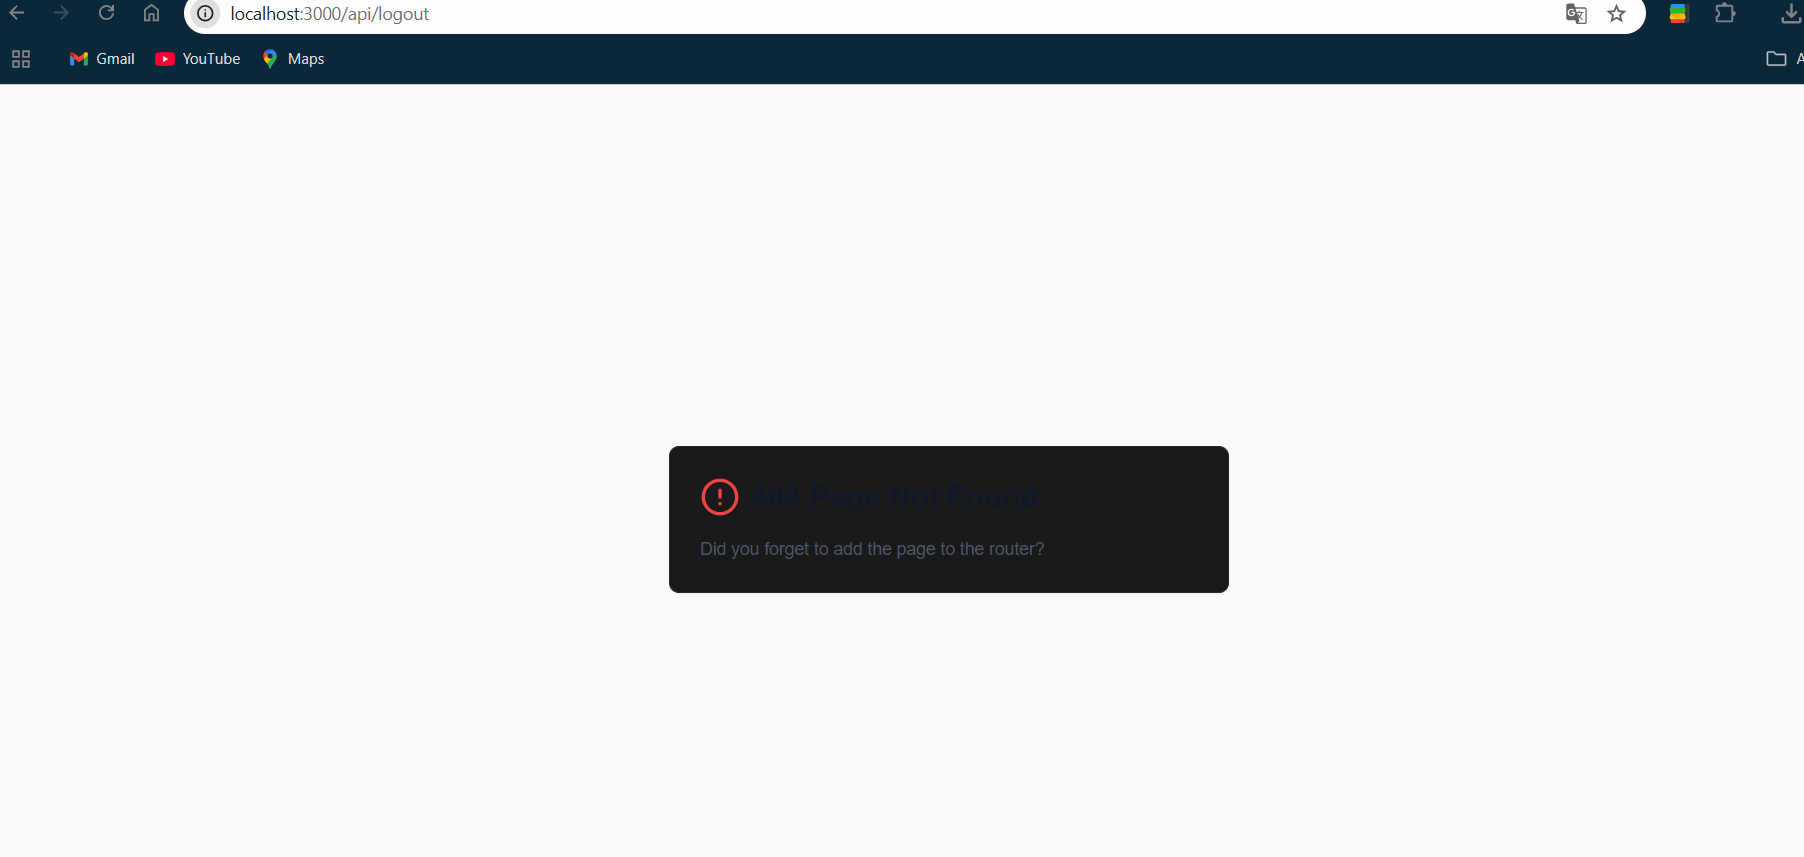 localhost:3000/api/logout
Gmail YouTube Maps
404 Page Not Found
Did you forget to add the page to the router?